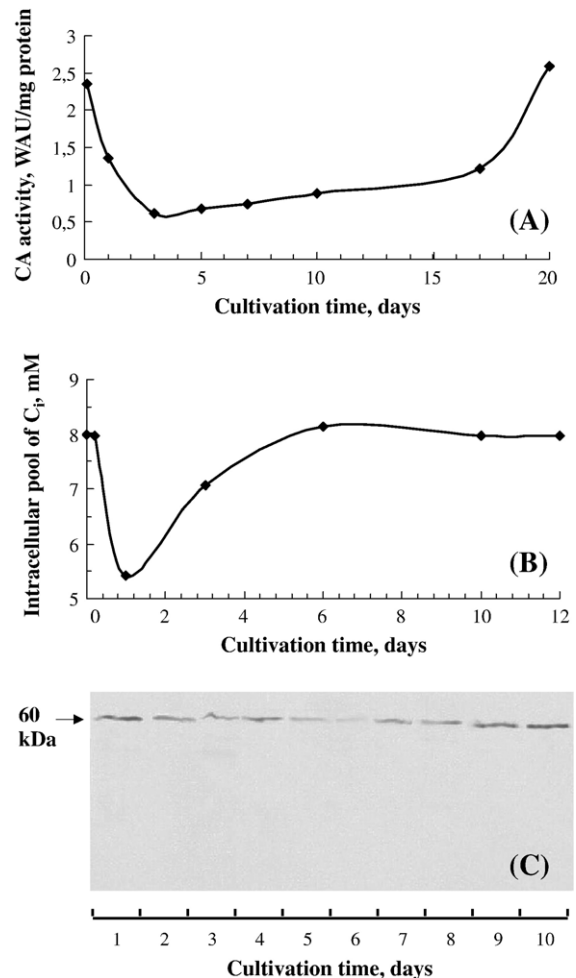 CA activity, WAU/mg protein
3
2,5
2
1,5
1
0,5
0
0 5 10 15 20
(A)
Cultivation time, days
Intracellular pool of Ci, mM
9
8
7
6
5
0 2 4 6 8 10 12
(B)
Cultivation time, days
60
kDa
(C)
1 2 3 4 5 6 7 8 9 10
Cultivation time, days